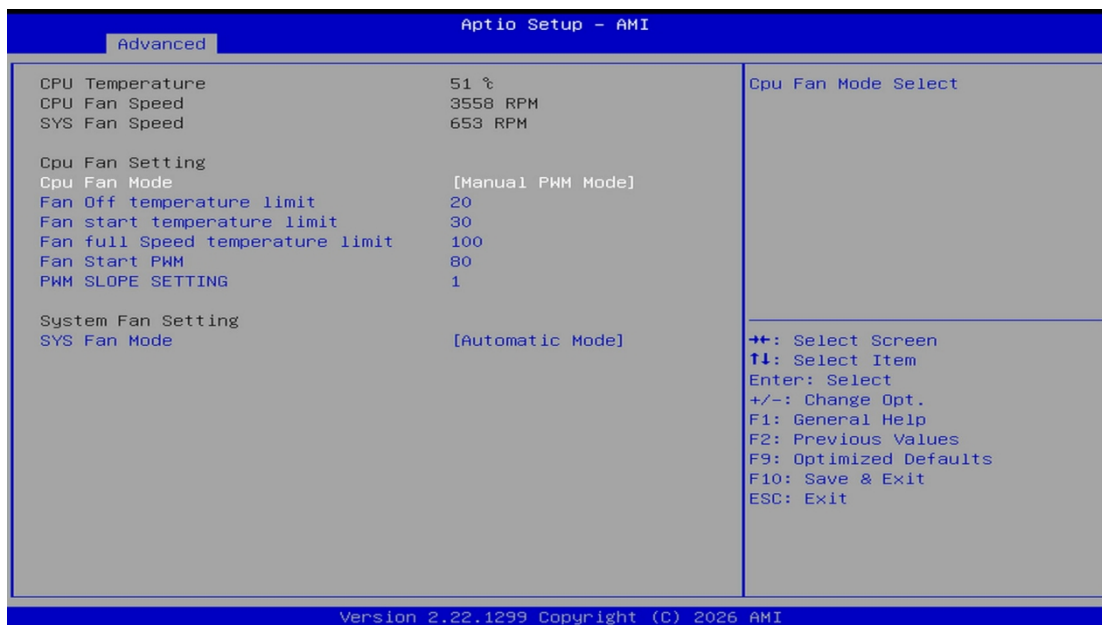 Aptio Setup – AMI
Advanced
CPU Temperature 51 ℃
CPU Fan Speed 3558 RPM
SYS Fan Speed 653 RPM
Cpu Fan Setting
Cpu Fan Mode [Manual PWM Mode]
Fan Off temperature limit 20
Fan start temperature limit 30
Fan full Speed temperature limit 100
Fan Start PWM 80
PWM SLOPE SETTING 1
System Fan Setting
SYS Fan Mode [Automatic Mode]
Cpu Fan Mode Select
→←: Select Screen
↑↓: Select Item
Enter: Select
+/-: Change Opt.
F1: General Help
F2: Previous Values
F9: Optimized Defaults
F10: Save & Exit
ESC: Exit
Version 2.22.1299 Copyright (C) 2026 AMI